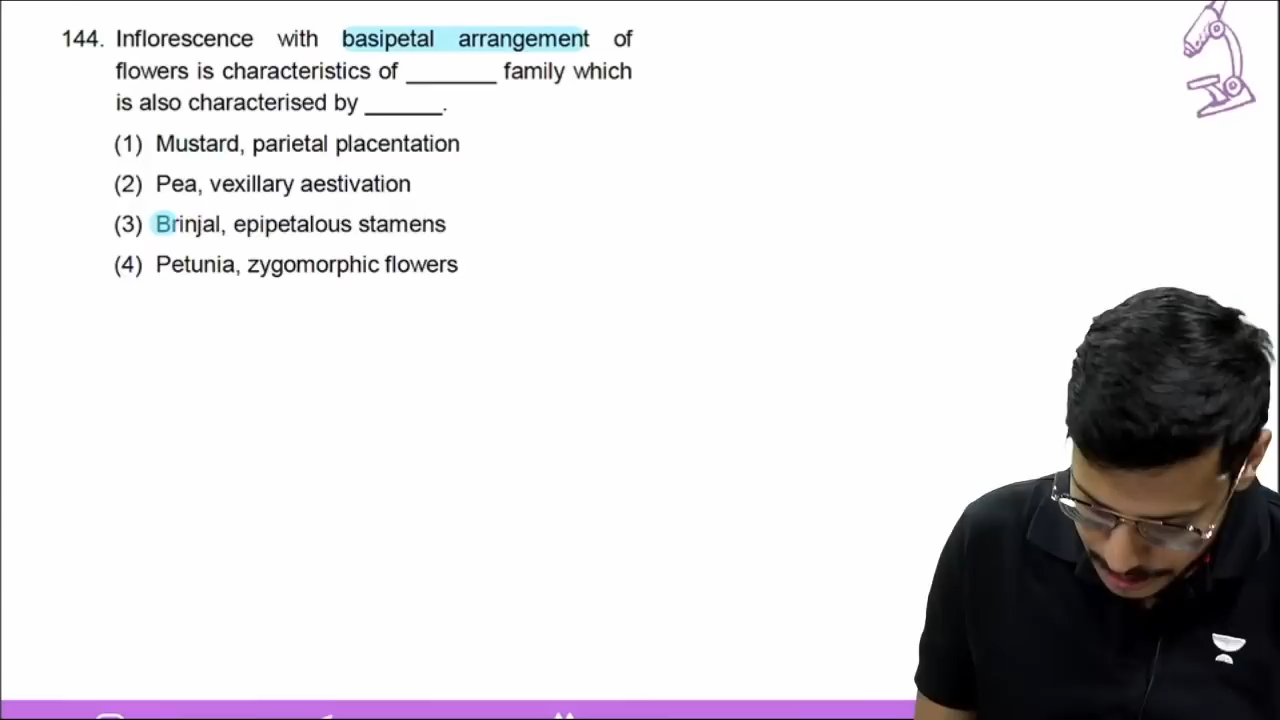 144. Inflorescence with basipetal arrangement of
flowers is characteristics of _______ family which
is also characterised by ______.
(1) Mustard, parietal placentation
(2) Pea, vexillary aestivation
(3) Brinjal, epipetalous stamens
(4) Petunia, zygomorphic flowers